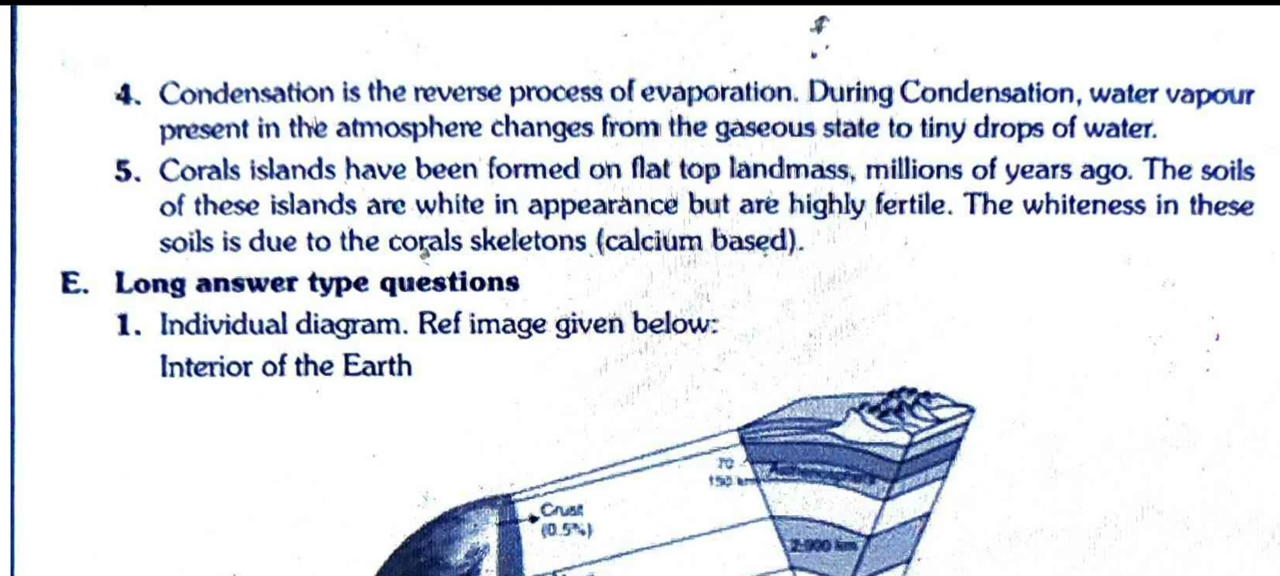 4. Condensation is the reverse process of evaporation. During Condensation, water vapour
present in the atmosphere changes from the gaseous state to tiny drops of water.
5. Corals islands have been formed on flat top landmass, millions of years ago. The soils
of these islands are white in appearance but are highly fertile. The whiteness in these
soils is due to the corals skeletons (calcium based).
E. Long answer type questions
1. Individual diagram. Ref image given below:
Interior of the Earth
70
150 km
Crust
(0.5%)
2-900 km